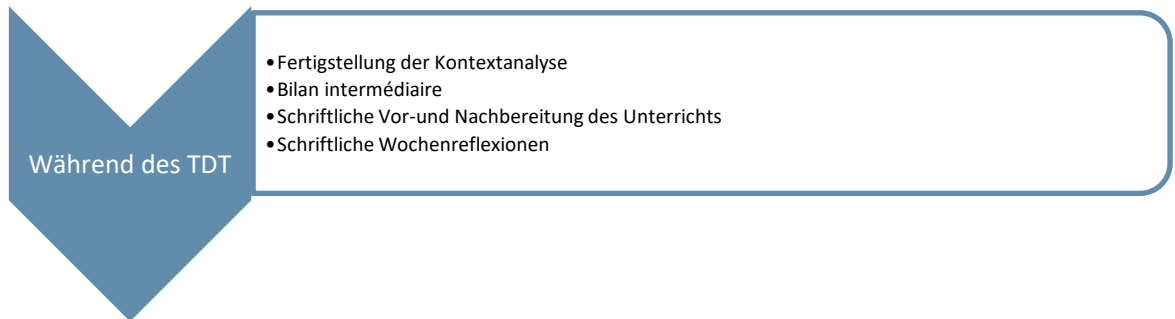 Während des TDT
•Fertigstellung der Kontextanalyse
•Bilan intermédiaire
•Schriftliche Vor-und Nachbereitung des Unterrichts
•Schriftliche Wochenreflexionen